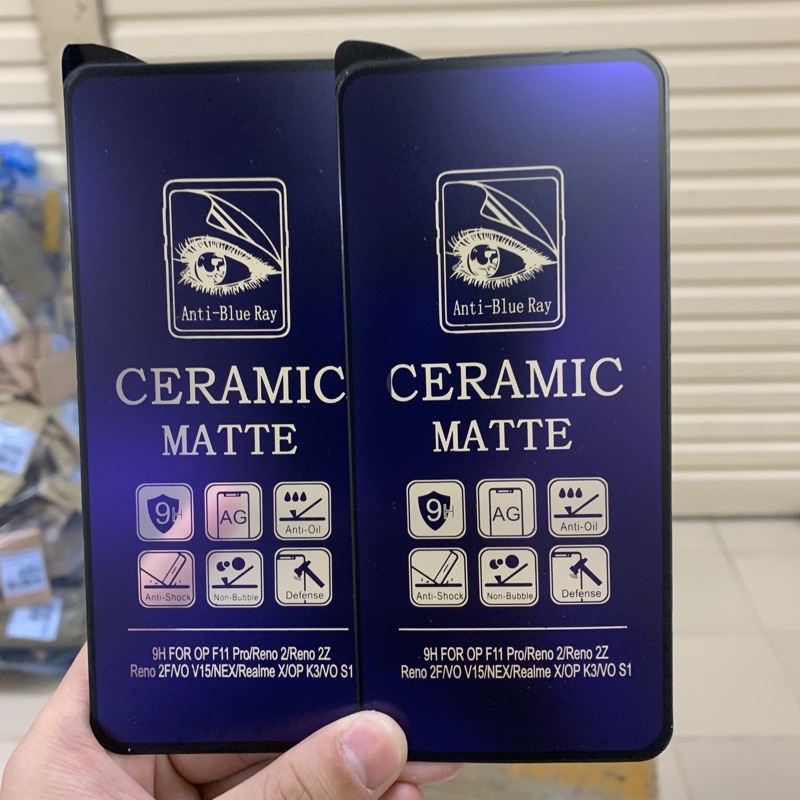 Anti-Blue Ray
CERAMIC
MATTE
9H
AG
Anti-Oil
Anti-Shock
Non-Bubble
Defense
9H FOR OP F11 Pro/Reno 2/Reno 2Z
Reno 2F/VO V15/NEX/Realme X/OP K3/VO S1
Anti-Blue Ray
CERAMIC
MATTE
9H
AG
Anti-Oil
Anti-Shock
Non-Bubble
Defense
9H FOR OP F11 Pro/Reno 2/Reno 2Z
Reno 2F/VO V15/NEX/Realme X/OP K3/VO S1